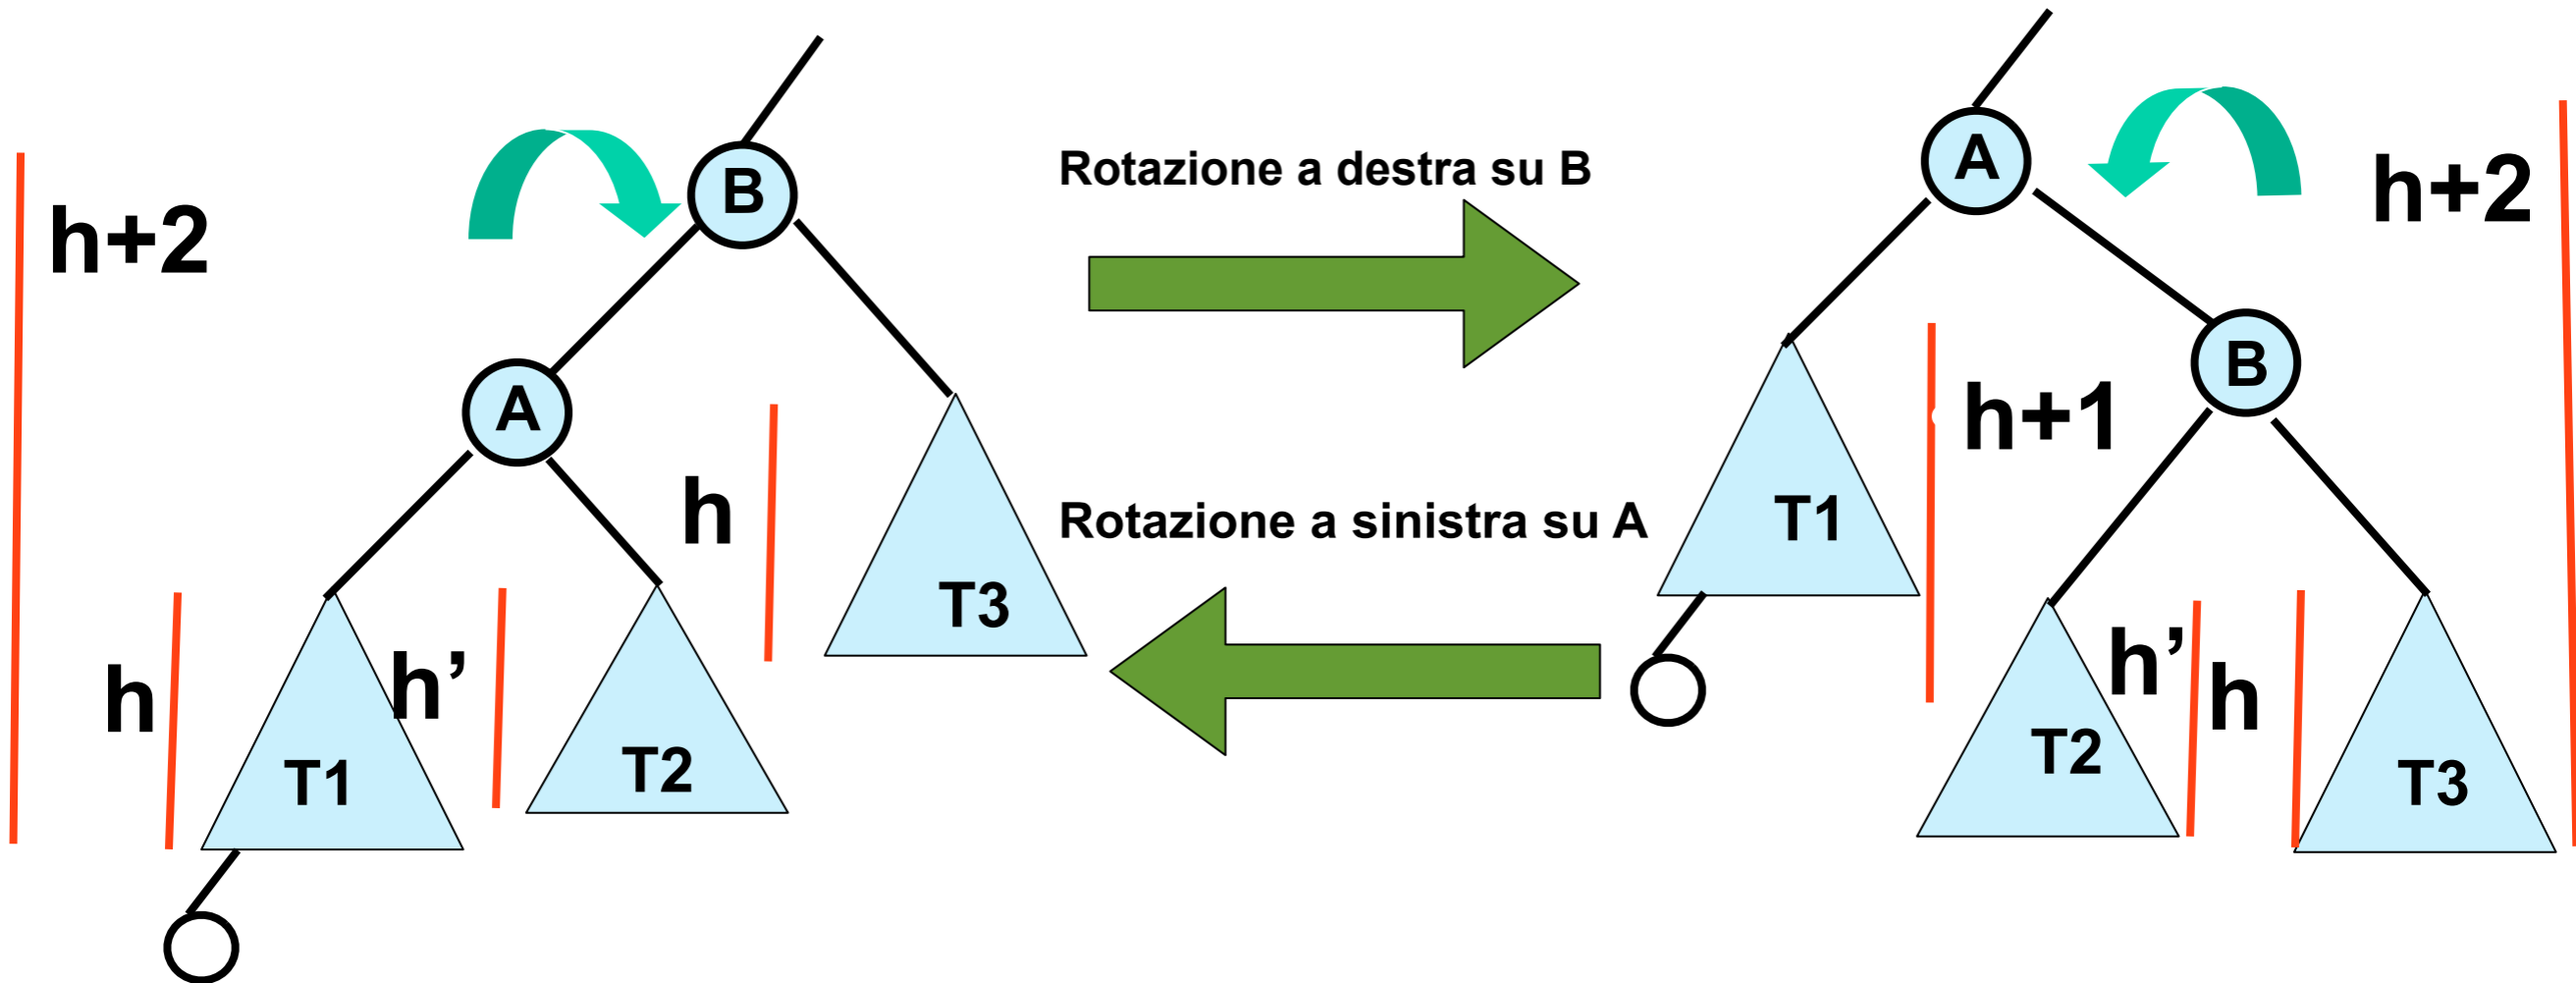 B
Rotazione a destra su B
A
h+2
h+2
A
h
T3
h
h'
T1
T2
Rotazione a sinistra su A
B
h+1
T1
h'
h
T2
T3